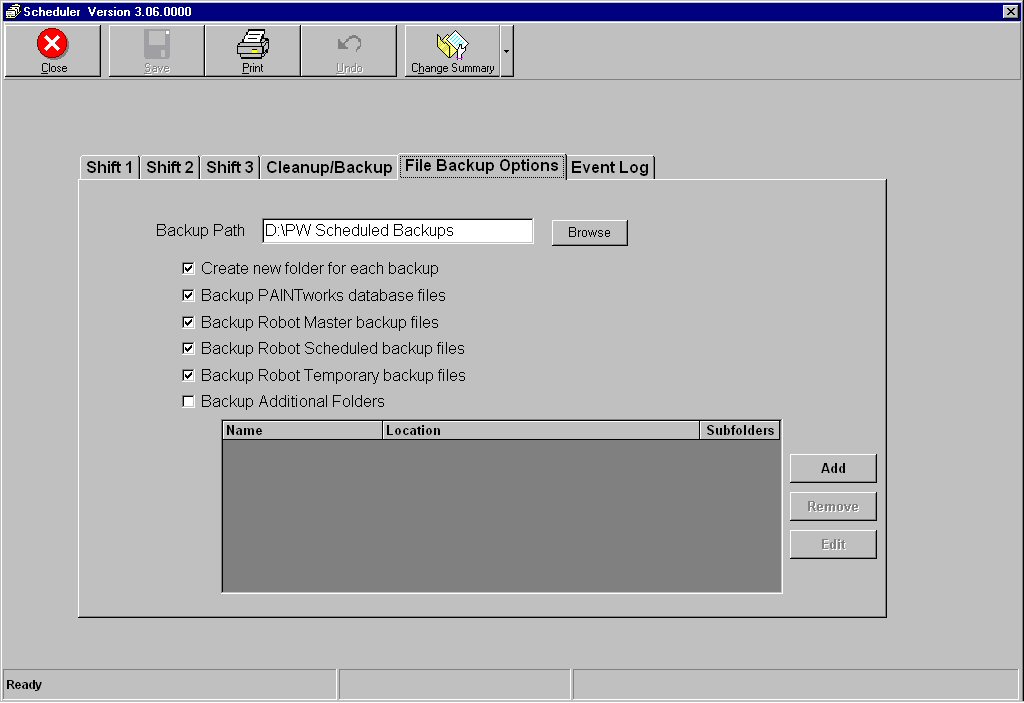 Scheduler Version 3.06.0000
Close Save Print Undo Change Summary
Shift 1 Shift 2 Shift 3 Cleanup/Backup File Backup Options Event Log
Backup Path D:\PW Scheduled Backups Browse
Create new folder for each backup
Backup PAINTworks database files
Backup Robot Master backup files
Backup Robot Scheduled backup files
Backup Robot Temporary backup files
Backup Additional Folders
Name Location Subfolders
Add
Remove
Edit
Ready